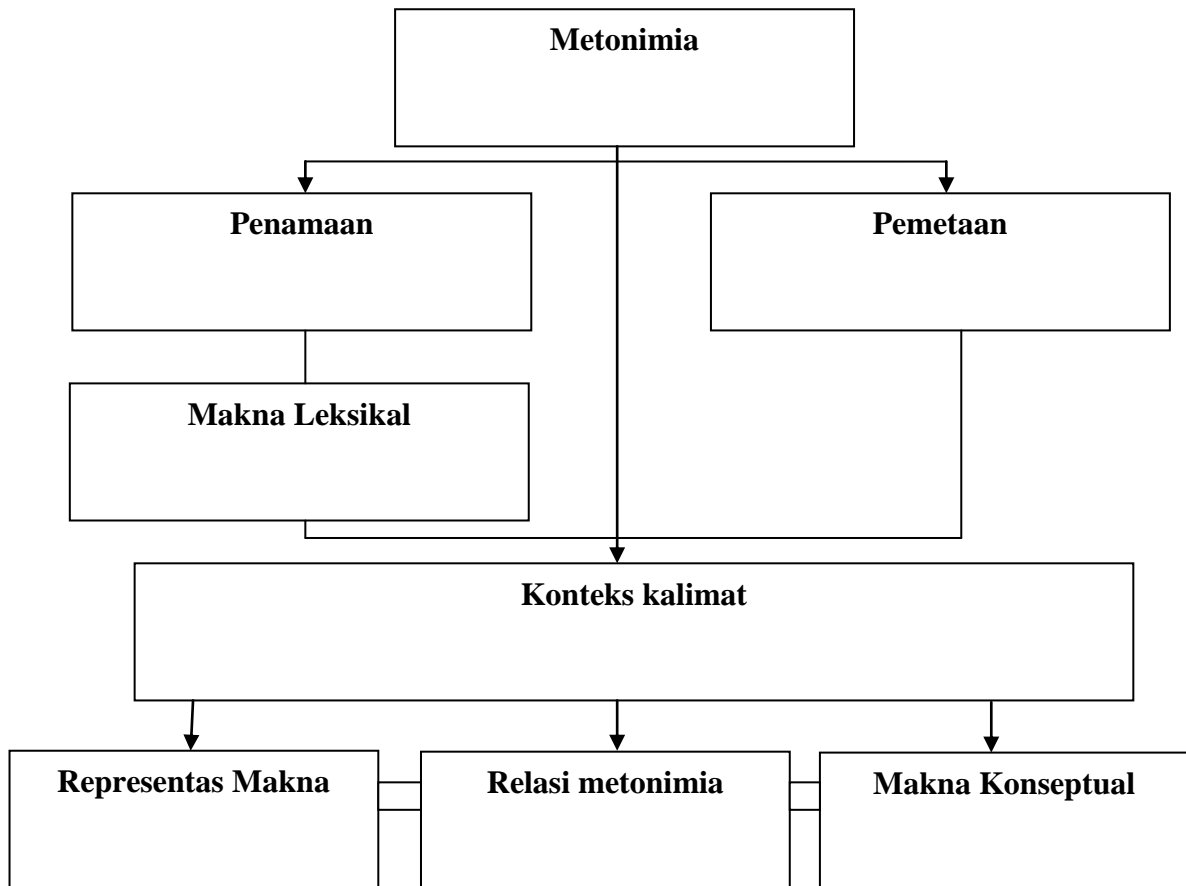 Metonimia
Penamaan
Pemetaan
Makna Leksikal
Konteks kalimat
Representas Makna
Relasi metonimia
Makna Konseptual